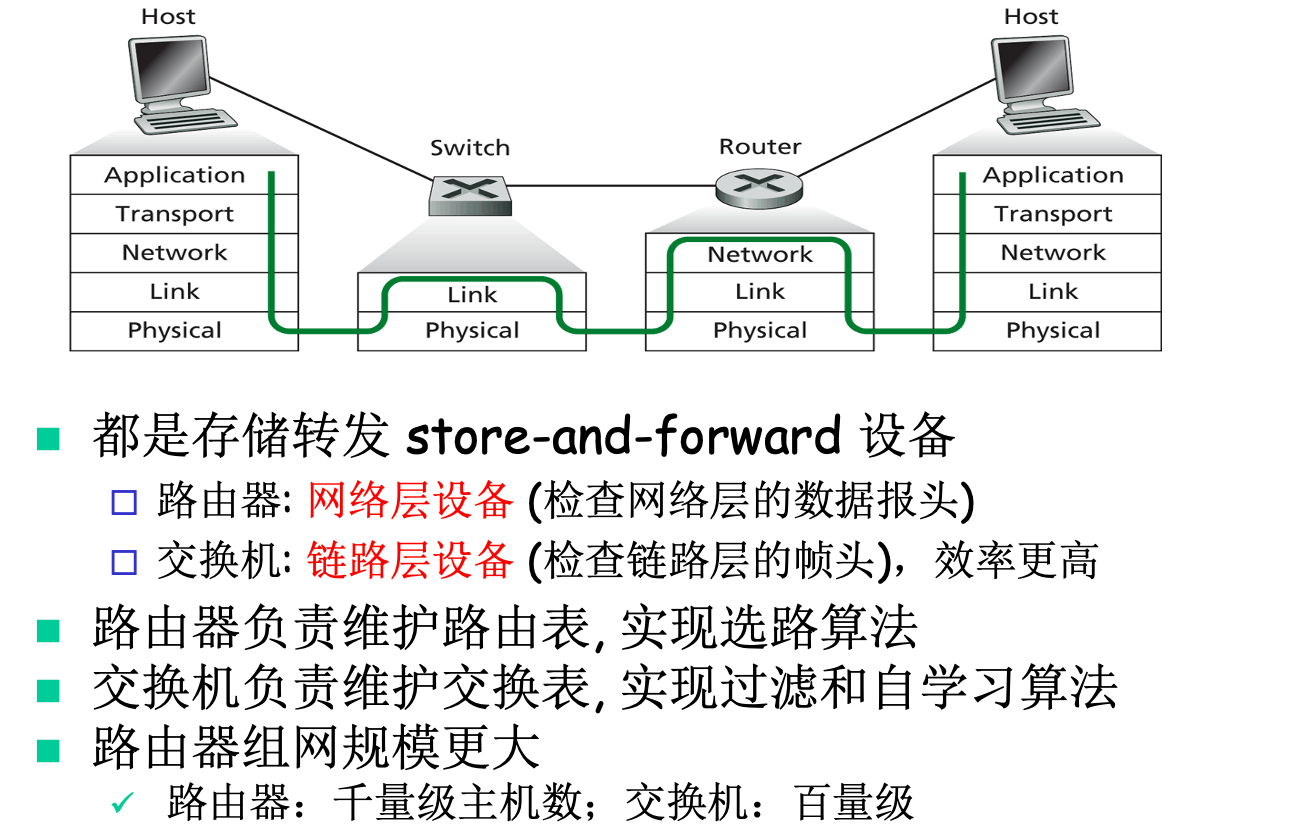 Host
Host
Switch
Router
Application
Transport
Network
Link
Physical
Link
Physical
Network
Link
Physical
Application
Transport
Network
Link
Physical
都是存储转发 store-and-forward 设备
路由器: 网络层设备 (检查网络层的数据报头)
交换机: 链路层设备 (检查链路层的帧头)，效率更高
路由器负责维护路由表, 实现选路算法
交换机负责维护交换表, 实现过滤和自学习算法
路由器组网规模更大
路由器：千量级主机数；交换机：百量级